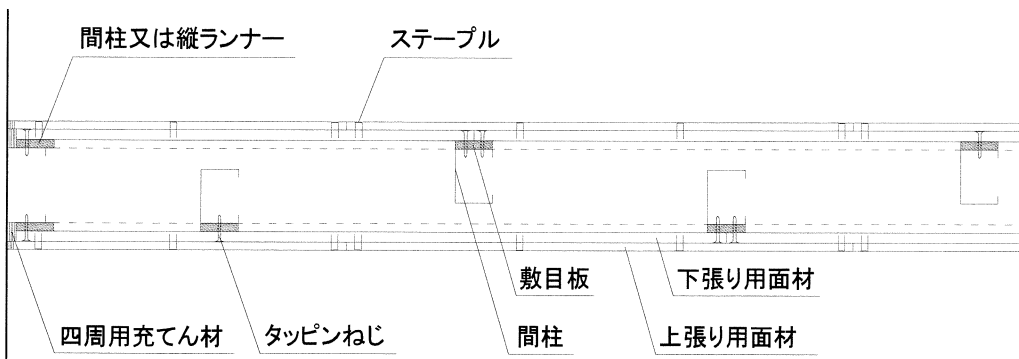 間柱又は縦ランナー
ステープル
敷目板
下張り用面材
四周用充てん材
タッピンねじ
間柱
上張り用面材